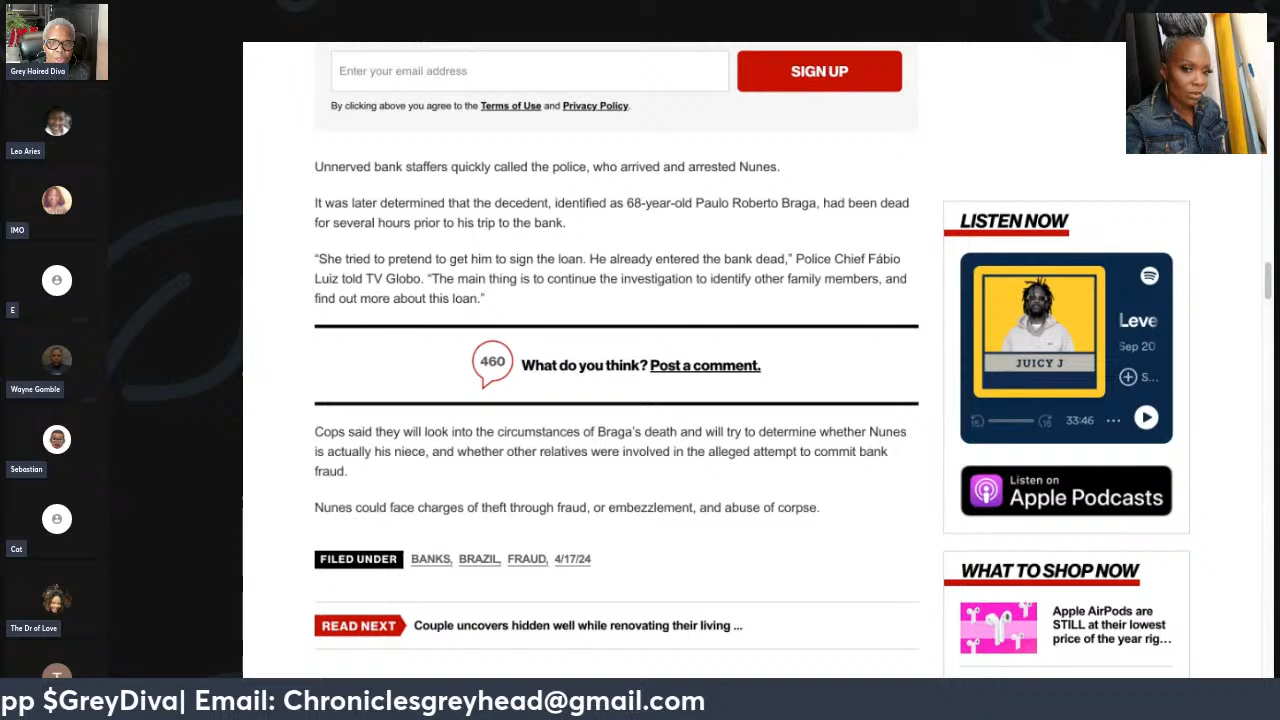 Grey Haired Diva
Leo Aries
IMO
E
Wayne Gamble
Sebastian
Cat
The Dr of Love
T
Enter your email address
SIGN UP
By clicking above you agree to the Terms of Use and Privacy Policy.
Unnerved bank staffers quickly called the police, who arrived and arrested Nunes.
It was later determined that the decedent, identified as 68-year-old Paulo Roberto Braga, had been dead
for several hours prior to his trip to the bank.
“She tried to pretend to get him to sign the loan. He already entered the bank dead,” Police Chief Fábio
Luiz told TV Globo. “The main thing is to continue the investigation to identify other family members, and
find out more about this loan.”
460
What do you think? Post a comment.
Cops said they will look into the circumstances of Braga’s death and will try to determine whether Nunes
is actually his niece, and whether other relatives were involved in the alleged attempt to commit bank
fraud.
Nunes could face charges of theft through fraud, or embezzlement, and abuse of corpse.
FILED UNDER BANKS, BRAZIL, FRAUD, 4/17/24
READ NEXT Couple uncovers hidden well while renovating their living ...
LISTEN NOW
JUICY J
Leve
Sep 20
S...
15
15
33:46
Listen on
Apple Podcasts
WHAT TO SHOP NOW
Apple AirPods are
STILL at their lowest
price of the year rig...
pp $GreyDiva| Email: Chroniclesgreyhead@gmail.com